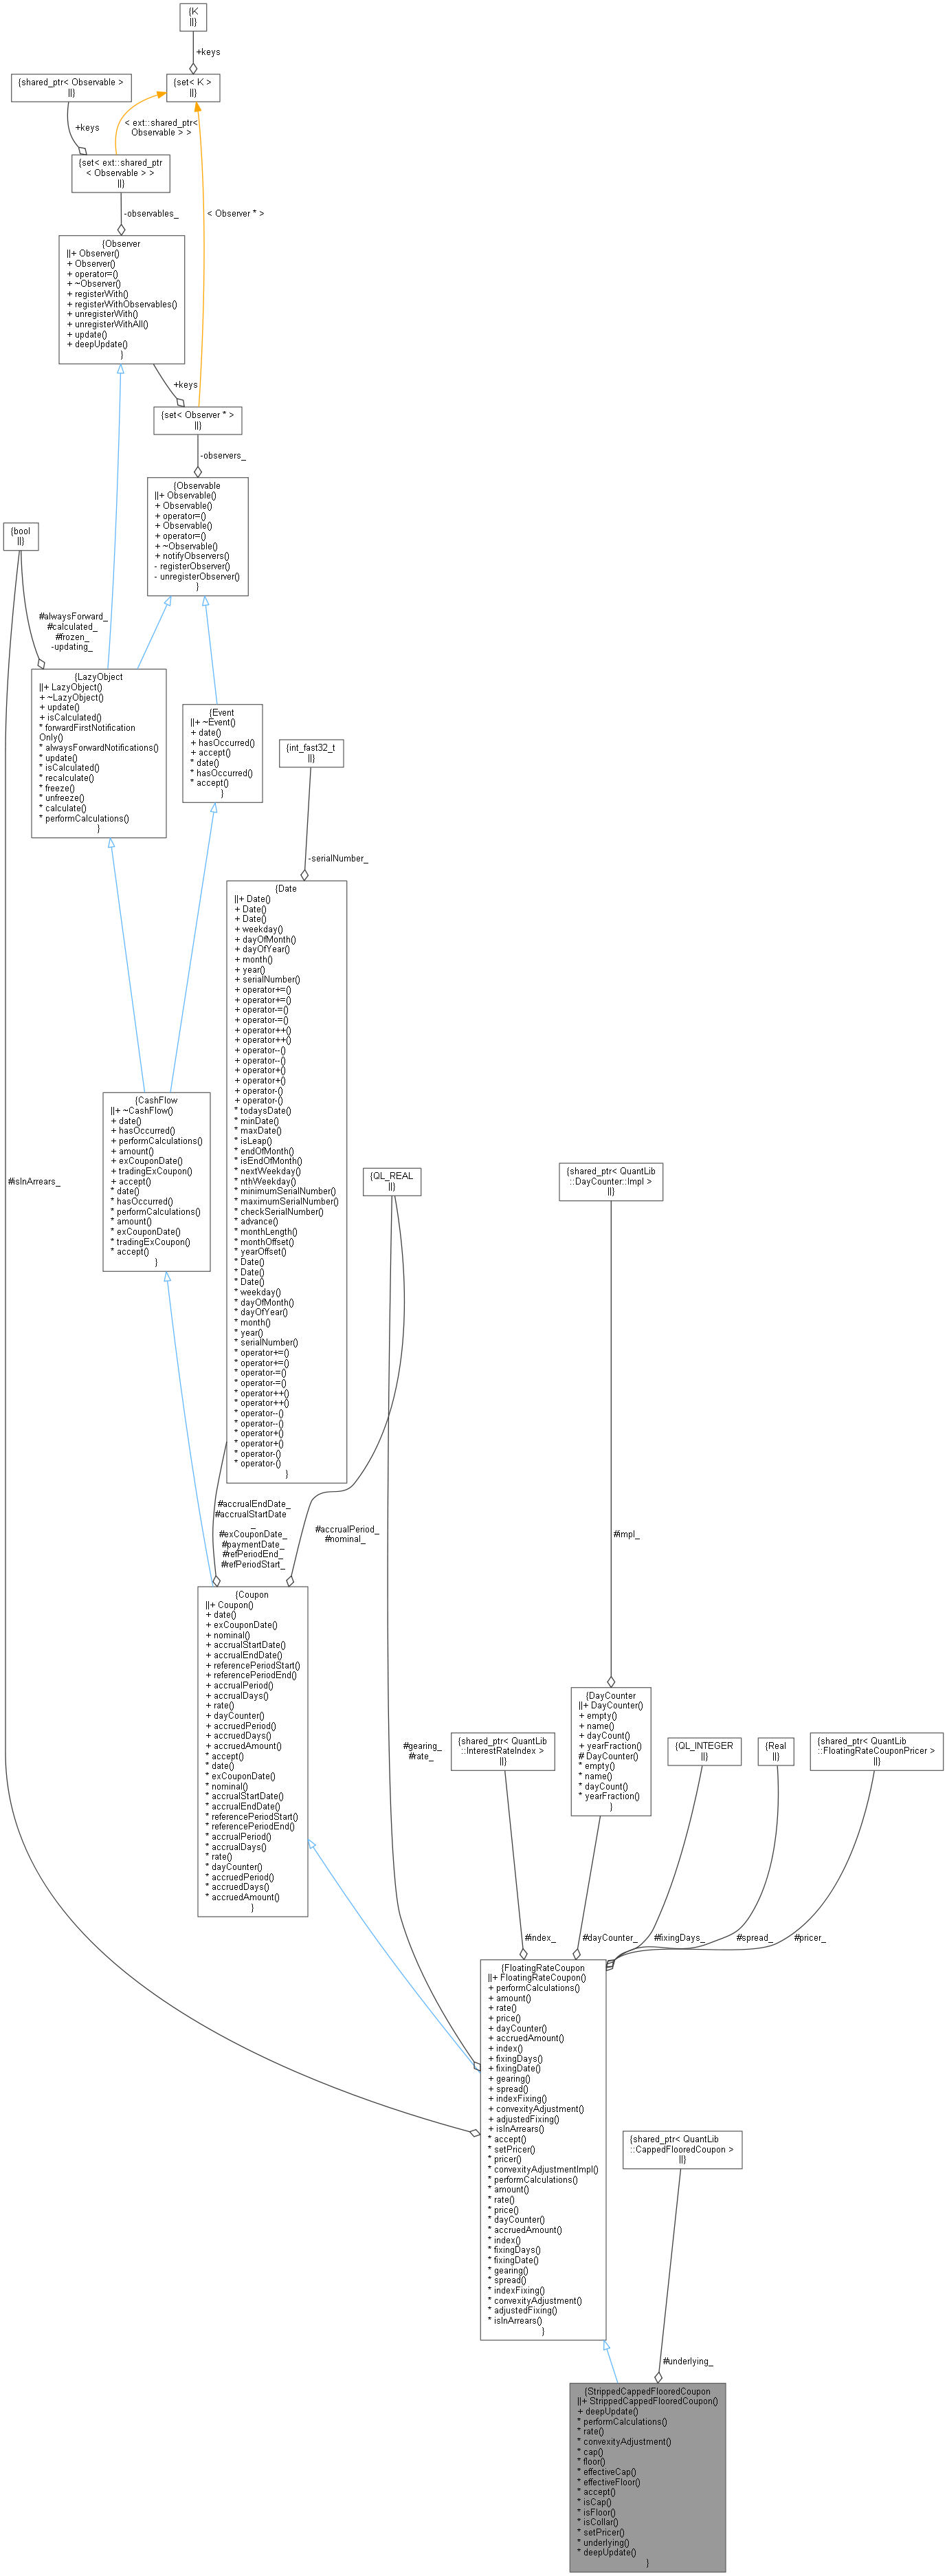 {K
||}
+keys
{shared_ptr< Observable >
||}
{set< K >
||}
+keys
< ext::shared_ptr<
Observable > >
{set< ext::shared_ptr
< Observable > >
||}
-observables_
< Observer * >
{Observer
||+ Observer()
+ Observer()
+ operator=()
+ ~Observer()
+ registerWith()
+ registerWithObservables()
+ unregisterWith()
+ unregisterWithAll()
+ update()
+ deepUpdate()
}
+keys
{set< Observer * >
||}
-observers_
{Observable
||+ Observable()
+ Observable()
+ operator=()
+ Observable()
+ operator=()
+ ~Observable()
+ notifyObservers()
- registerObserver()
- unregisterObserver()
}
{bool
||}
#alwaysForward_
#calculated_
#frozen_
-updating_
{LazyObject
||+ LazyObject()
+ ~LazyObject()
+ update()
+ isCalculated()
* forwardFirstNotification
Only()
* alwaysForwardNotifications()
* update()
* isCalculated()
* recalculate()
* freeze()
* unfreeze()
* calculate()
* performCalculations()
}
{Event
||+ ~Event()
+ date()
+ hasOccurred()
+ accept()
* date()
* hasOccurred()
* accept()
}
{int_fast32_t
||}
-serialNumber_
{Date
||+ Date()
+ Date()
+ Date()
+ weekday()
+ dayOfMonth()
+ dayOfYear()
+ month()
+ year()
+ serialNumber()
+ operator+=()
+ operator+=()
+ operator-=()
+ operator-=()
+ operator++()
+ operator++()
+ operator--()
+ operator--()
+ operator+()
+ operator+()
+ operator-()
+ operator-()
* todaysDate()
* minDate()
* maxDate()
* isLeap()
* endOfMonth()
* isEndOfMonth()
* nextWeekday()
* nthWeekday()
* minimumSerialNumber()
* maximumSerialNumber()
* checkSerialNumber()
* advance()
* monthLength()
* monthOffset()
* yearOffset()
* Date()
* Date()
* Date()
* weekday()
* dayOfMonth()
* dayOfYear()
* month()
* year()
* serialNumber()
* operator+=()
* operator+=()
* operator-=()
* operator-=()
* operator++()
* operator++()
* operator--()
* operator--()
* operator+()
* operator+()
* operator-()
* operator-()
}
{CashFlow
||+ ~CashFlow()
+ date()
+ hasOccurred()
+ performCalculations()
+ amount()
+ exCouponDate()
+ tradingExCoupon()
+ accept()
* date()
* hasOccurred()
* performCalculations()
* amount()
* exCouponDate()
* tradingExCoupon()
* accept()
}
#isInArrears_
{QL_REAL
||}
{shared_ptr< QuantLib
::DayCounter::Impl >
||}
#accrualEndDate_
#accrualStartDate
_
#exCouponDate_
#paymentDate_
#refPeriodEnd_
#refPeriodStart_
#accrualPeriod_
#nominal_
#impl_
{Coupon
||+ Coupon()
+ date()
+ exCouponDate()
+ nominal()
+ accrualStartDate()
+ accrualEndDate()
+ referencePeriodStart()
+ referencePeriodEnd()
+ accrualPeriod()
+ accrualDays()
+ rate()
+ dayCounter()
+ accruedPeriod()
+ accruedDays()
+ accruedAmount()
* accept()
* date()
* exCouponDate()
* nominal()
* accrualStartDate()
* accrualEndDate()
* referencePeriodStart()
* referencePeriodEnd()
* accrualPeriod()
* accrualDays()
* rate()
* dayCounter()
* accruedPeriod()
* accruedDays()
* accruedAmount()
}
#gearing_
#rate_
{shared_ptr< QuantLib
::InterestRateIndex >
||}
{DayCounter
||+ DayCounter()
+ empty()
+ name()
+ dayCount()
+ yearFraction()
# DayCounter()
* empty()
* name()
* dayCount()
* yearFraction()
}
{QL_INTEGER
||}
{Real
||}
{shared_ptr< QuantLib
::FloatingRateCouponPricer >
||}
#index_
#dayCounter_
#fixingDays_
#spread_
#pricer_
{FloatingRateCoupon
||+ FloatingRateCoupon()
+ performCalculations()
+ amount()
+ rate()
+ price()
+ dayCounter()
+ accruedAmount()
+ index()
+ fixingDays()
+ fixingDate()
+ gearing()
+ spread()
+ indexFixing()
+ convexityAdjustment()
+ adjustedFixing()
+ isInArrears()
* accept()
* setPricer()
* pricer()
* convexityAdjustmentImpl()
* performCalculations()
* amount()
* rate()
* price()
* dayCounter()
* accruedAmount()
* index()
* fixingDays()
* fixingDate()
* gearing()
* spread()
* indexFixing()
* convexityAdjustment()
* adjustedFixing()
* isInArrears()
}
{shared_ptr< QuantLib
::CappedFlooredCoupon >
||}
#underlying_
{StrippedCappedFlooredCoupon
||+ StrippedCappedFlooredCoupon()
+ deepUpdate()
* performCalculations()
* rate()
* convexityAdjustment()
* cap()
* floor()
* effectiveCap()
* effectiveFloor()
* accept()
* isCap()
* isFloor()
* isCollar()
* setPricer()
* underlying()
* deepUpdate()
}